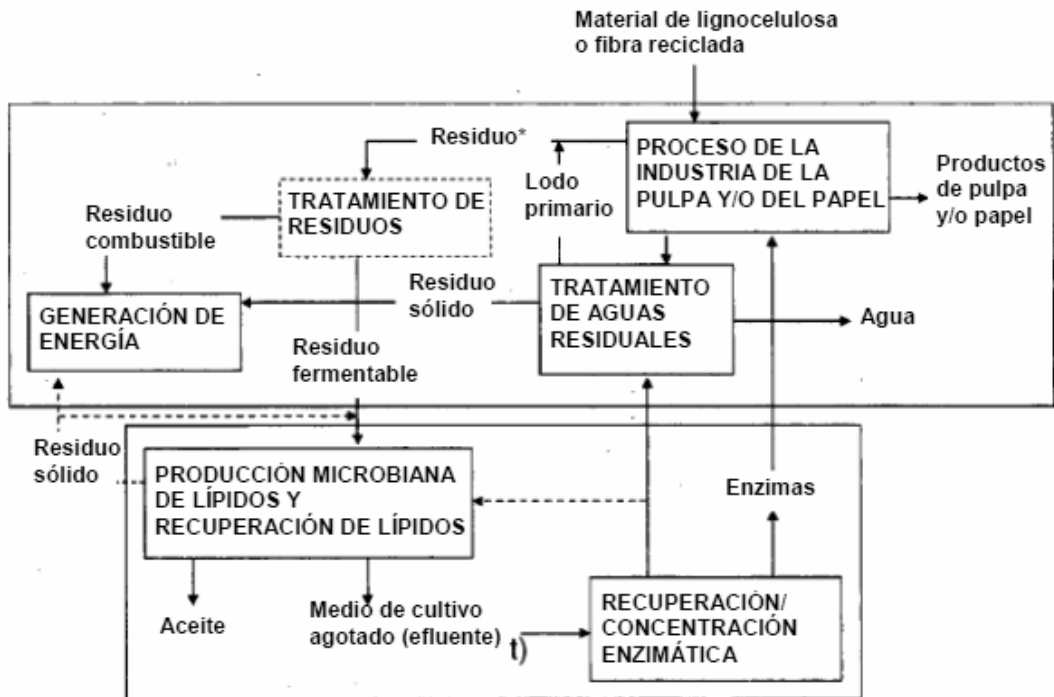 Material de lignocelulosa
o fibra reciclada
Residuo*
PROCESO DE LA
INDUSTRIA DE LA
PULPA Y/O DEL PAPEL
Productos
de pulpa
y/o papel
Lodo
primario
TRATAMIENTO DE
RESIDUOS
Residuo
combustible
Residuo
sólido
TRATAMIENTO
DE AGUAS
RESIDUALES
Agua
GENERACIÓN DE
ENERGÍA
Residuo
fermentable
Residuo
sólido
PRODUCCIÓN MICROBIANA
DE LÍPIDOS Y
RECUPERACIÓN DE LÍPIDOS
Enzimas
Aceite
Medio de cultivo
agotado (efluente)
t)
RECUPERACIÓN/
CONCENTRACIÓN
ENZIMÁTICA